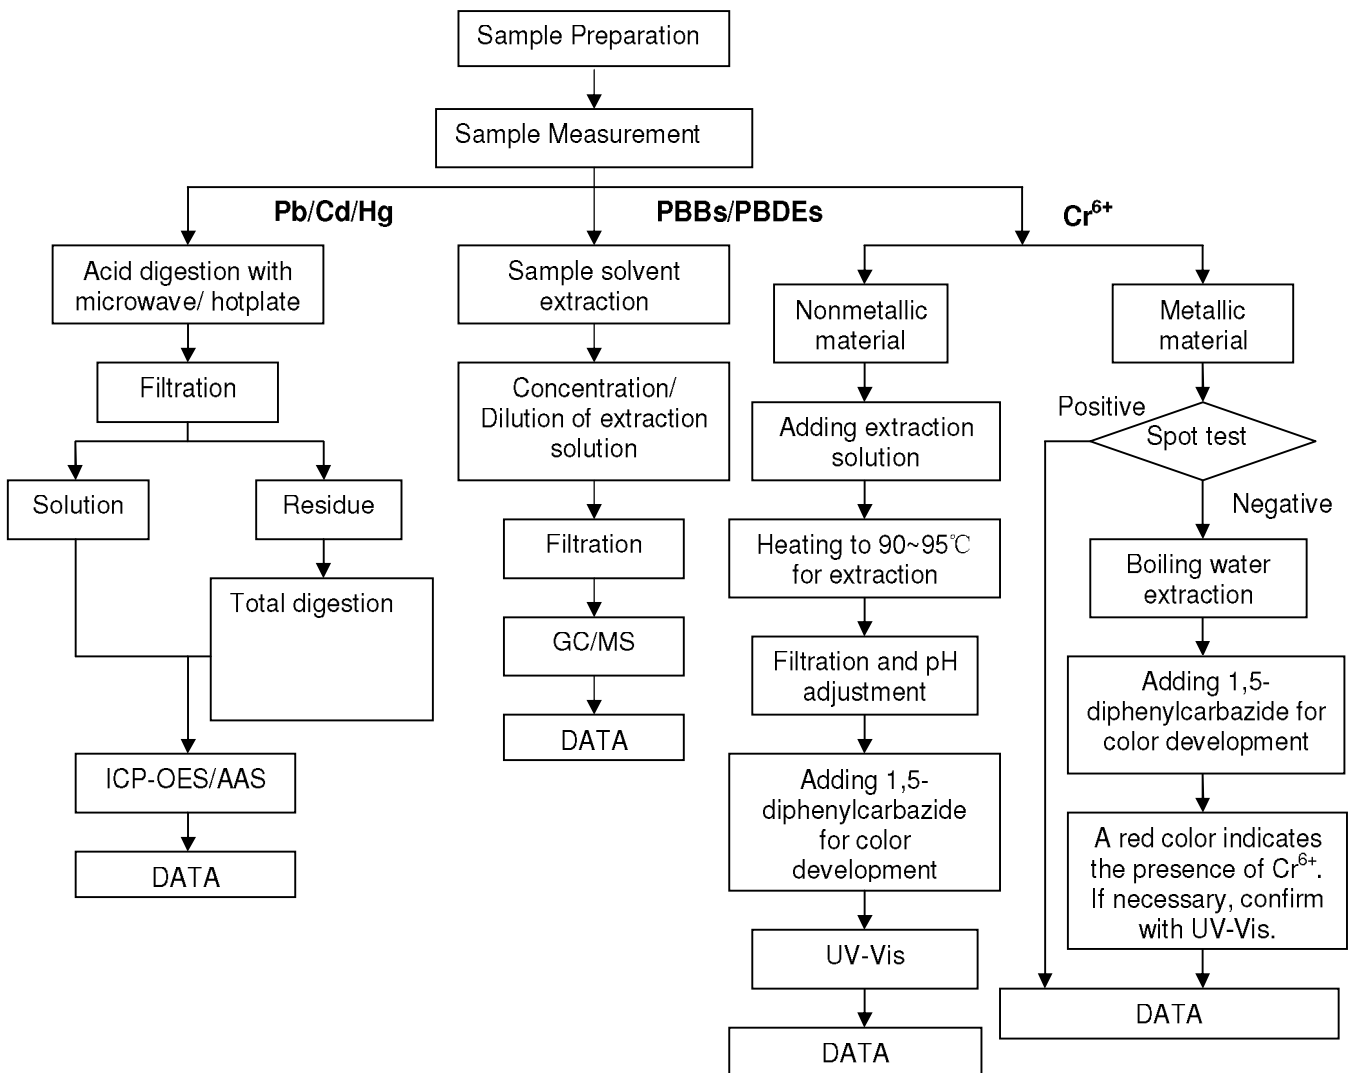 Sample Preparation
Sample Measurement
Pb/Cd/Hg
PBBs/PBDEs
Cr⁶⁺
Acid digestion with
microwave/ hotplate
Filtration
Solution
Residue
Total digestion
ICP-OES/AAS
DATA
Sample solvent
extraction
Concentration/
Dilution of extraction
solution
Filtration
GC/MS
DATA
Nonmetallic
material
Adding extraction
solution
Heating to 90~95℃
for extraction
Filtration and pH
adjustment
Adding 1,5-
diphenylcarbazide
for color
development
UV-Vis
DATA
Metallic
material
Positive
Spot test
Negative
Boiling water
extraction
Adding 1,5-
diphenylcarbazide for
color development
A red color indicates
the presence of Cr⁶⁺.
If necessary, confirm
with UV-Vis.
DATA